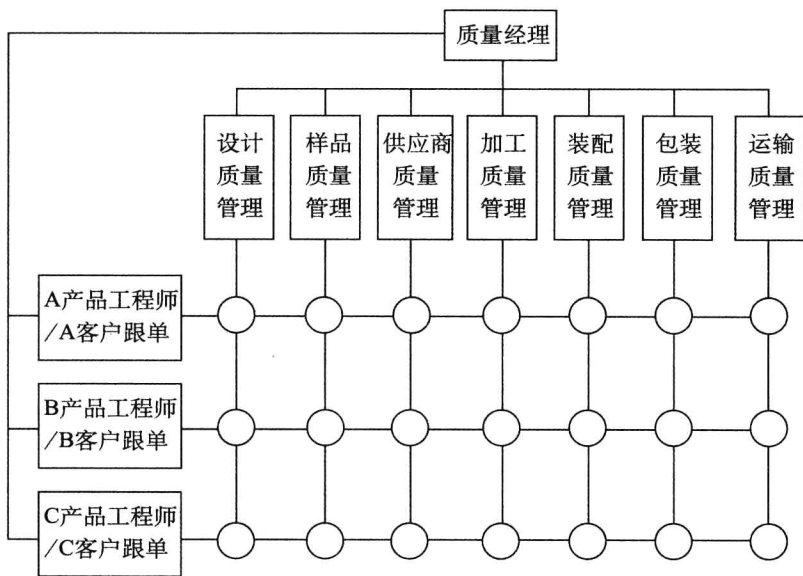 质量经理
设计
质量
管理
样品
质量
管理
供应商
质量
管理
加工
质量
管理
装配
质量
管理
包装
质量
管理
运输
质量
管理
A产品工程师
/A客户跟单
B产品工程师
/B客户跟单
C产品工程师
/C客户跟单